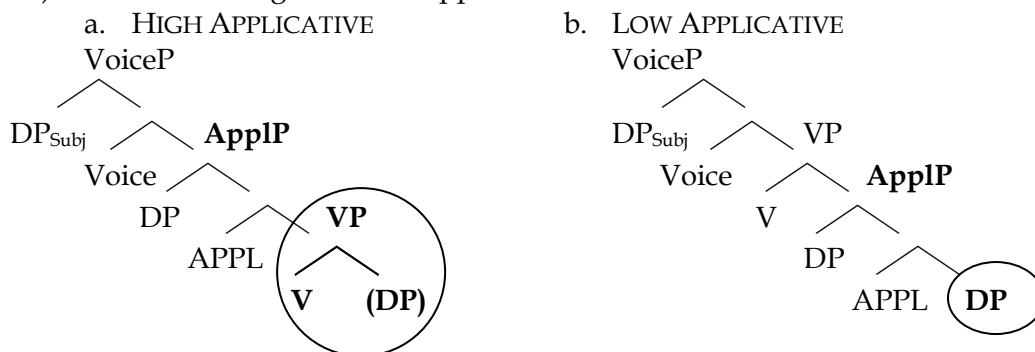 a. HIGH APPLICATIVE b. LOW APPLICATIVE
VoiceP VoiceP
DPSubj ApplP DPSubj VP
Voice Voice ApplP
DP VP V
APPL DP
V (DP) APPL DP